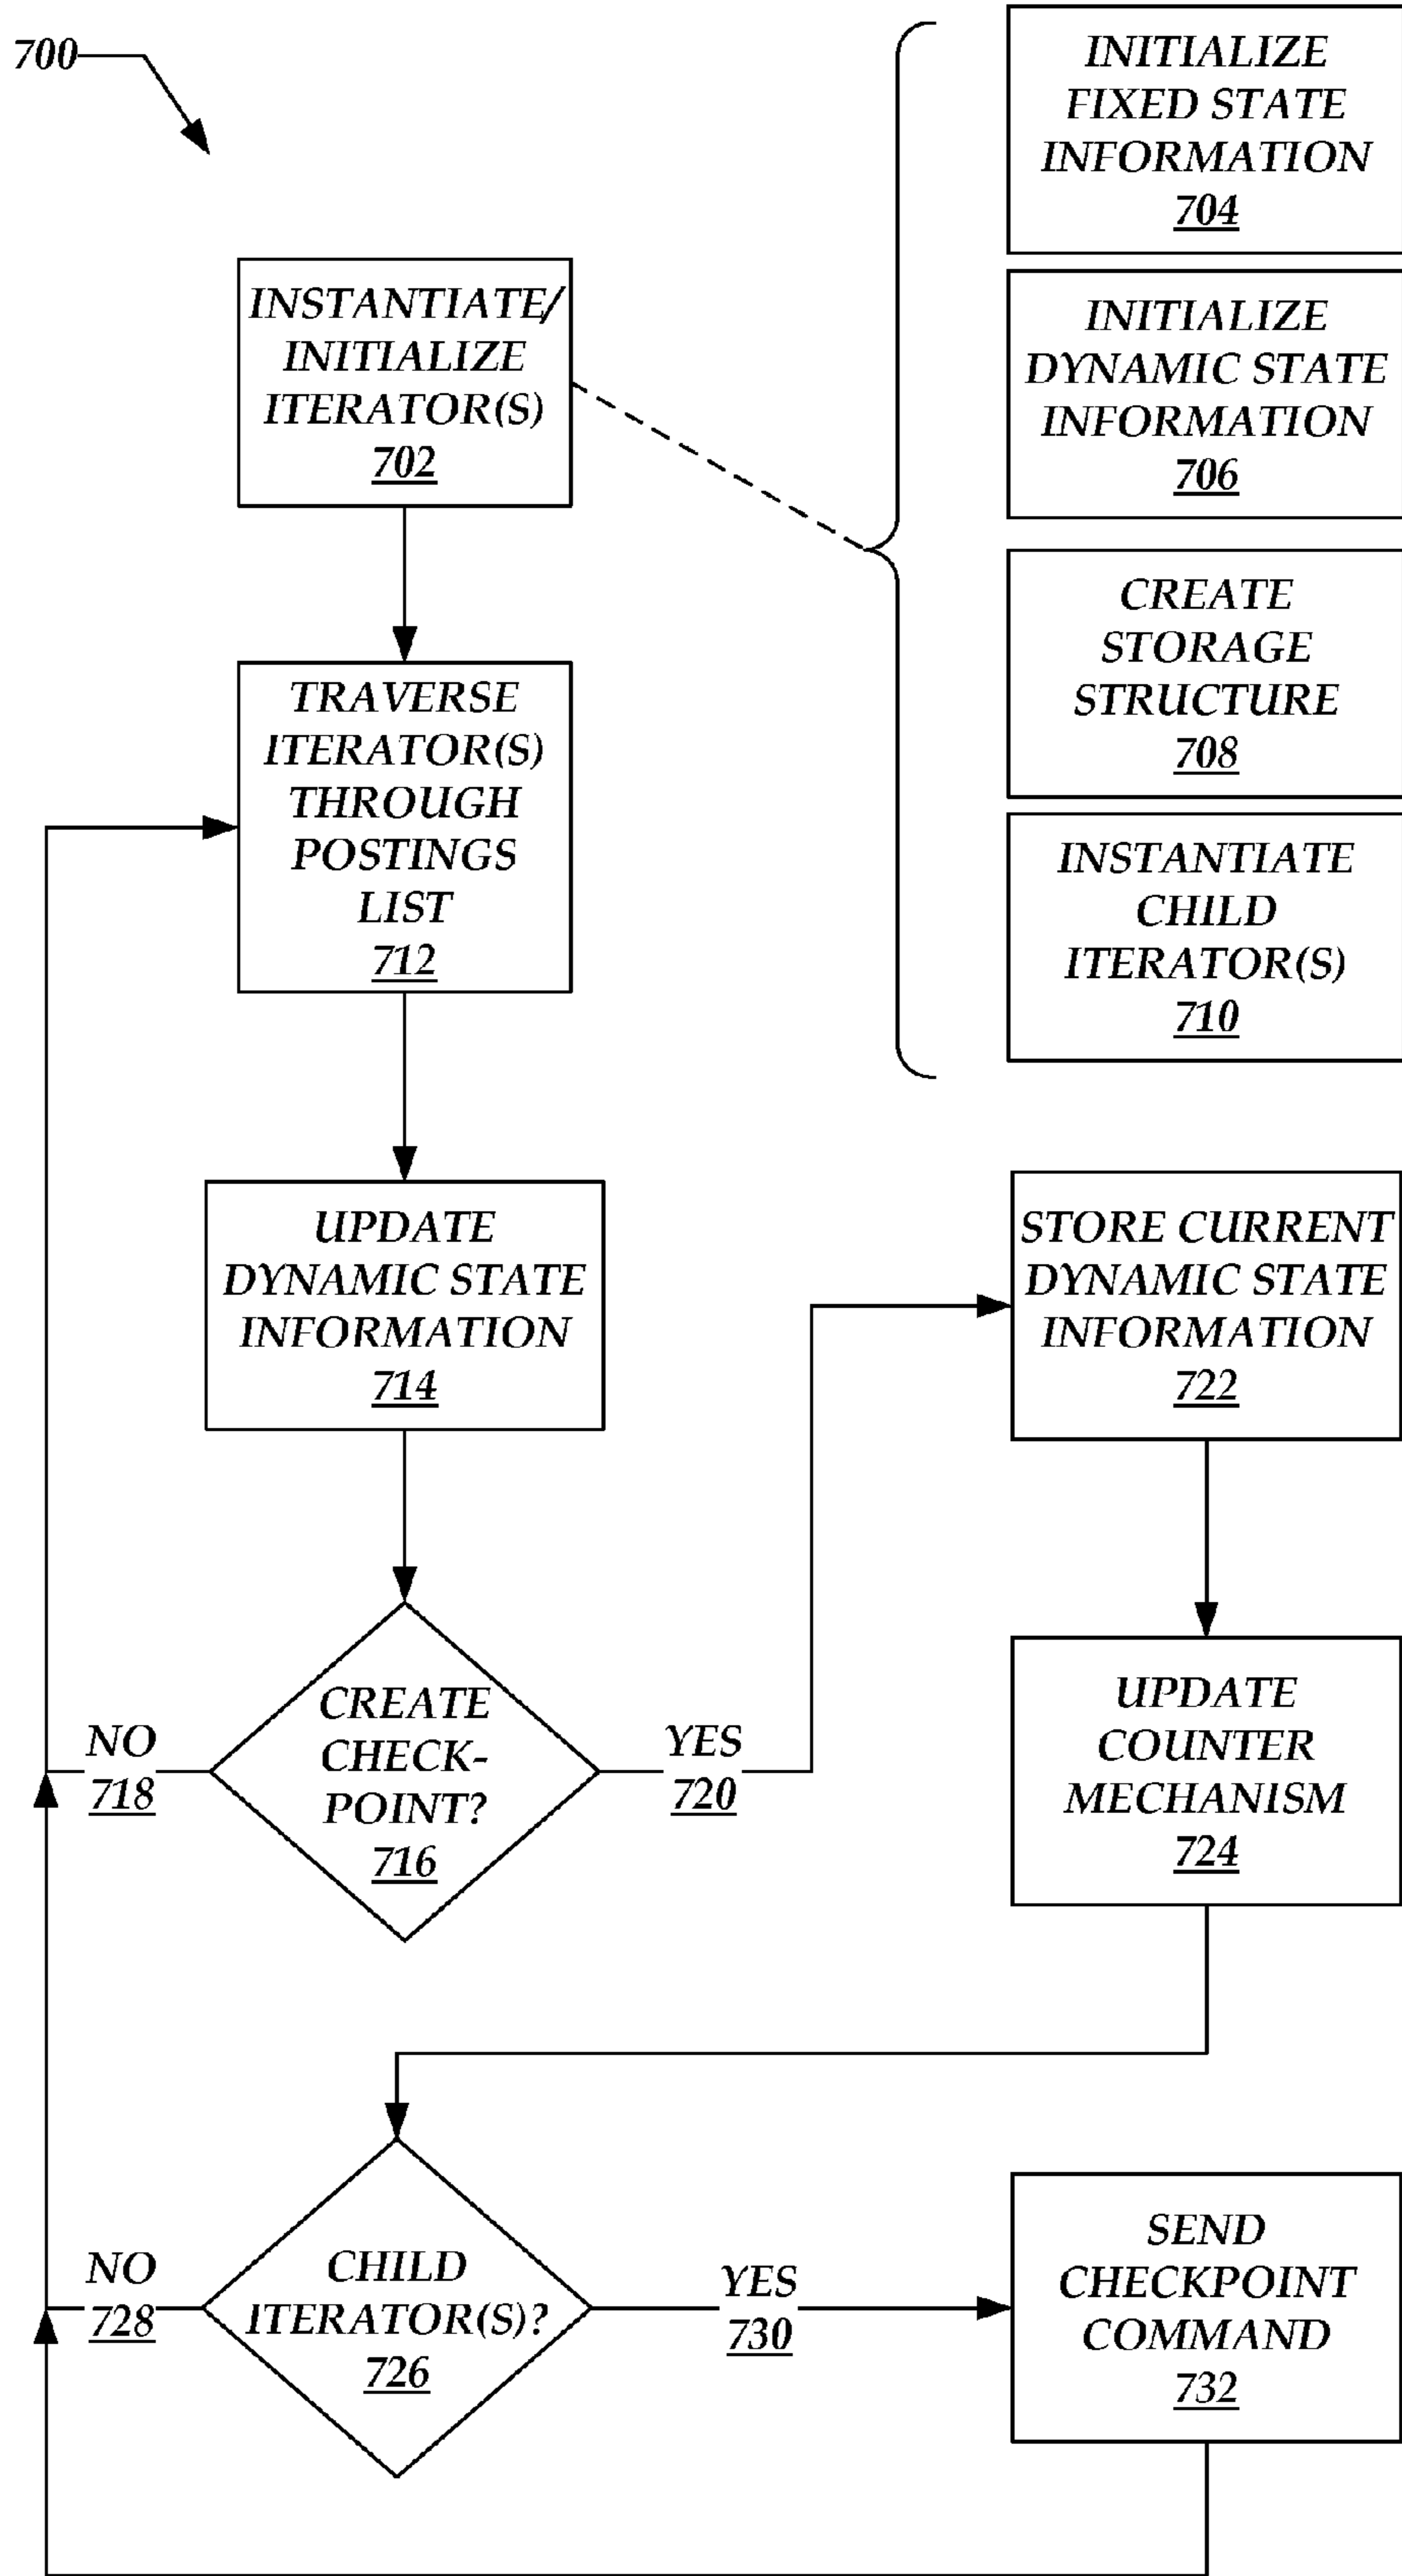 700
INITIALIZE
FIXED STATE
INFORMATION
704
INSTANTIATE/
INITIALIZE
ITERATOR(S)
702
INITIALIZE
DYNAMIC STATE
INFORMATION
706
CREATE
STORAGE
STRUCTURE
708
INSTANTIATE
CHILD
ITERATOR(S)
710
TRAVERSE
ITERATOR(S)
THROUGH
POSTINGS
LIST
712
UPDATE
DYNAMIC STATE
INFORMATION
714
CREATE
CHECK-
POINT?
716
NO
718
YES
720
STORE CURRENT
DYNAMIC STATE
INFORMATION
722
UPDATE
COUNTER
MECHANISM
724
CHILD
ITERATOR(S)?
726
NO
728
YES
730
SEND
CHECKPOINT
COMMAND
732